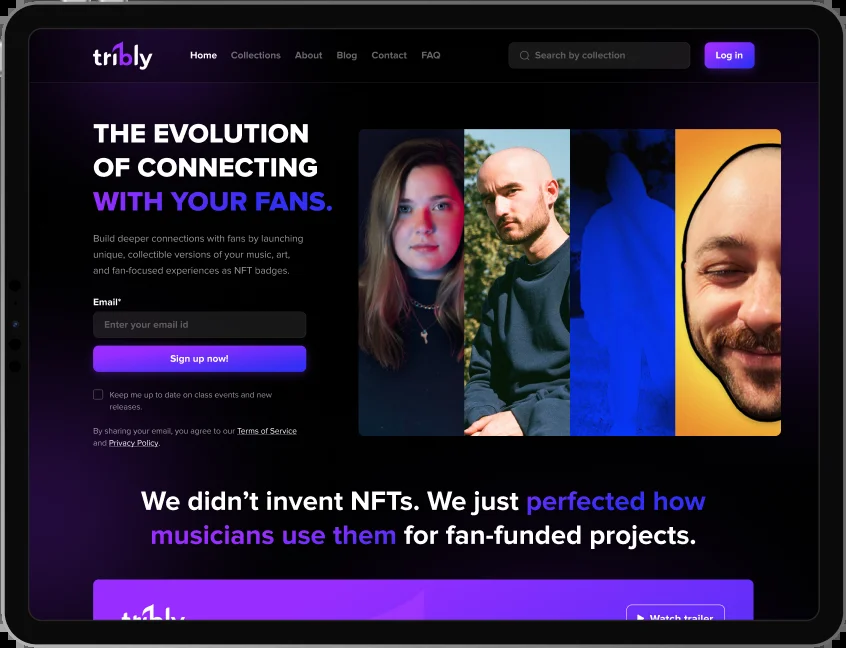 tribly
Home Collections About Blog Contact FAQ
Search by collection
Log in
THE EVOLUTION
OF CONNECTING
WITH YOUR FANS.
Build deeper connections with fans by launching
unique, collectible versions of your music, art,
and fan-focused experiences as NFT badges.
Email*
Enter your email id
Sign up now!
Keep me up to date on class events and new
releases.
By sharing your email, you agree to our Terms of Service
and Privacy Policy.
We didn’t invent NFTs. We just perfected how
musicians use them for fan-funded projects.
tribly
Watch trailer